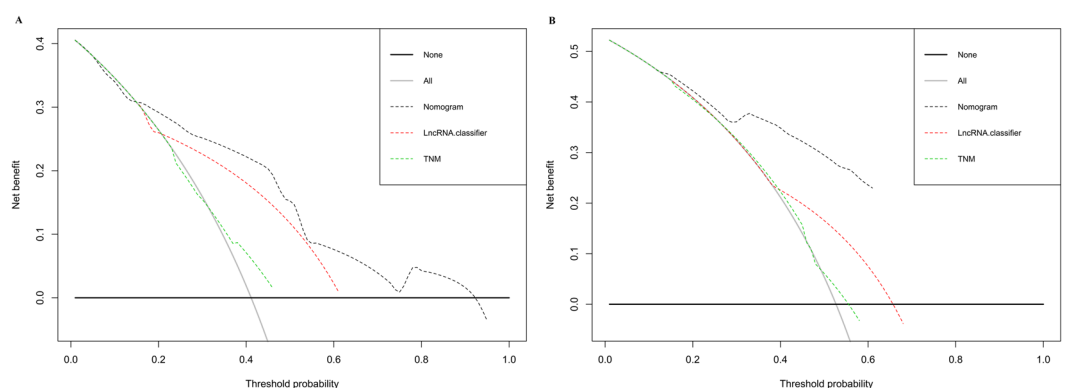 A
0.4
0.3
0.2
0.1
0.0
Net benefit
0.0 0.2 0.4 0.6 0.8 1.0
Threshold probability
None
All
Nomogram
LncRNA.classifier
TNM
B
0.5
0.4
0.3
0.2
0.1
0.0
Net benefit
0.0 0.2 0.4 0.6 0.8 1.0
Threshold probability
None
All
Nomogram
LncRNA.classifier
TNM